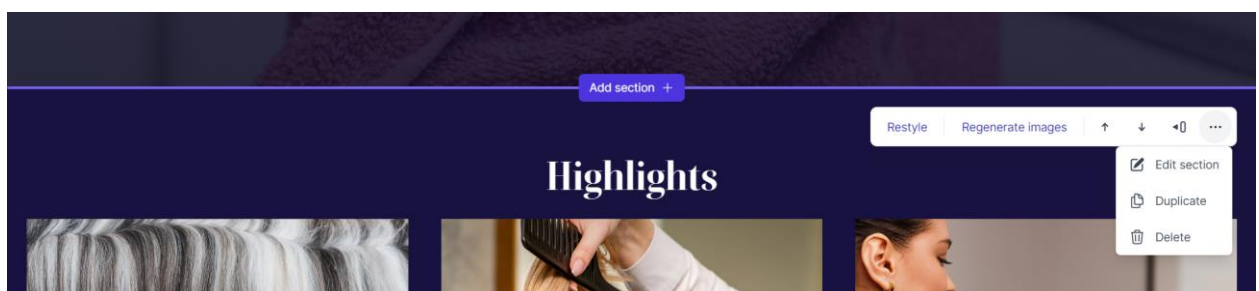 Add section +
Restyle Regenerate images
Highlights
Edit section
Duplicate
Delete